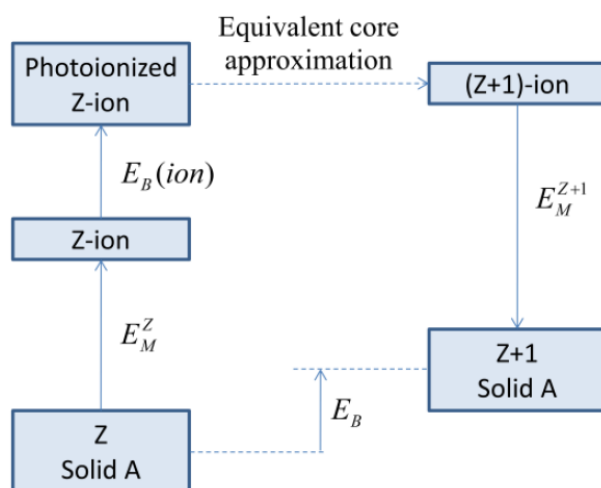 Equivalent core
approximation
Photoionized
Z-ion
(Z+1)-ion
E_B(ion)
E_M^{Z+1}
Z-ion
E_M^Z
Z+1
Solid A
E_B
Z
Solid A